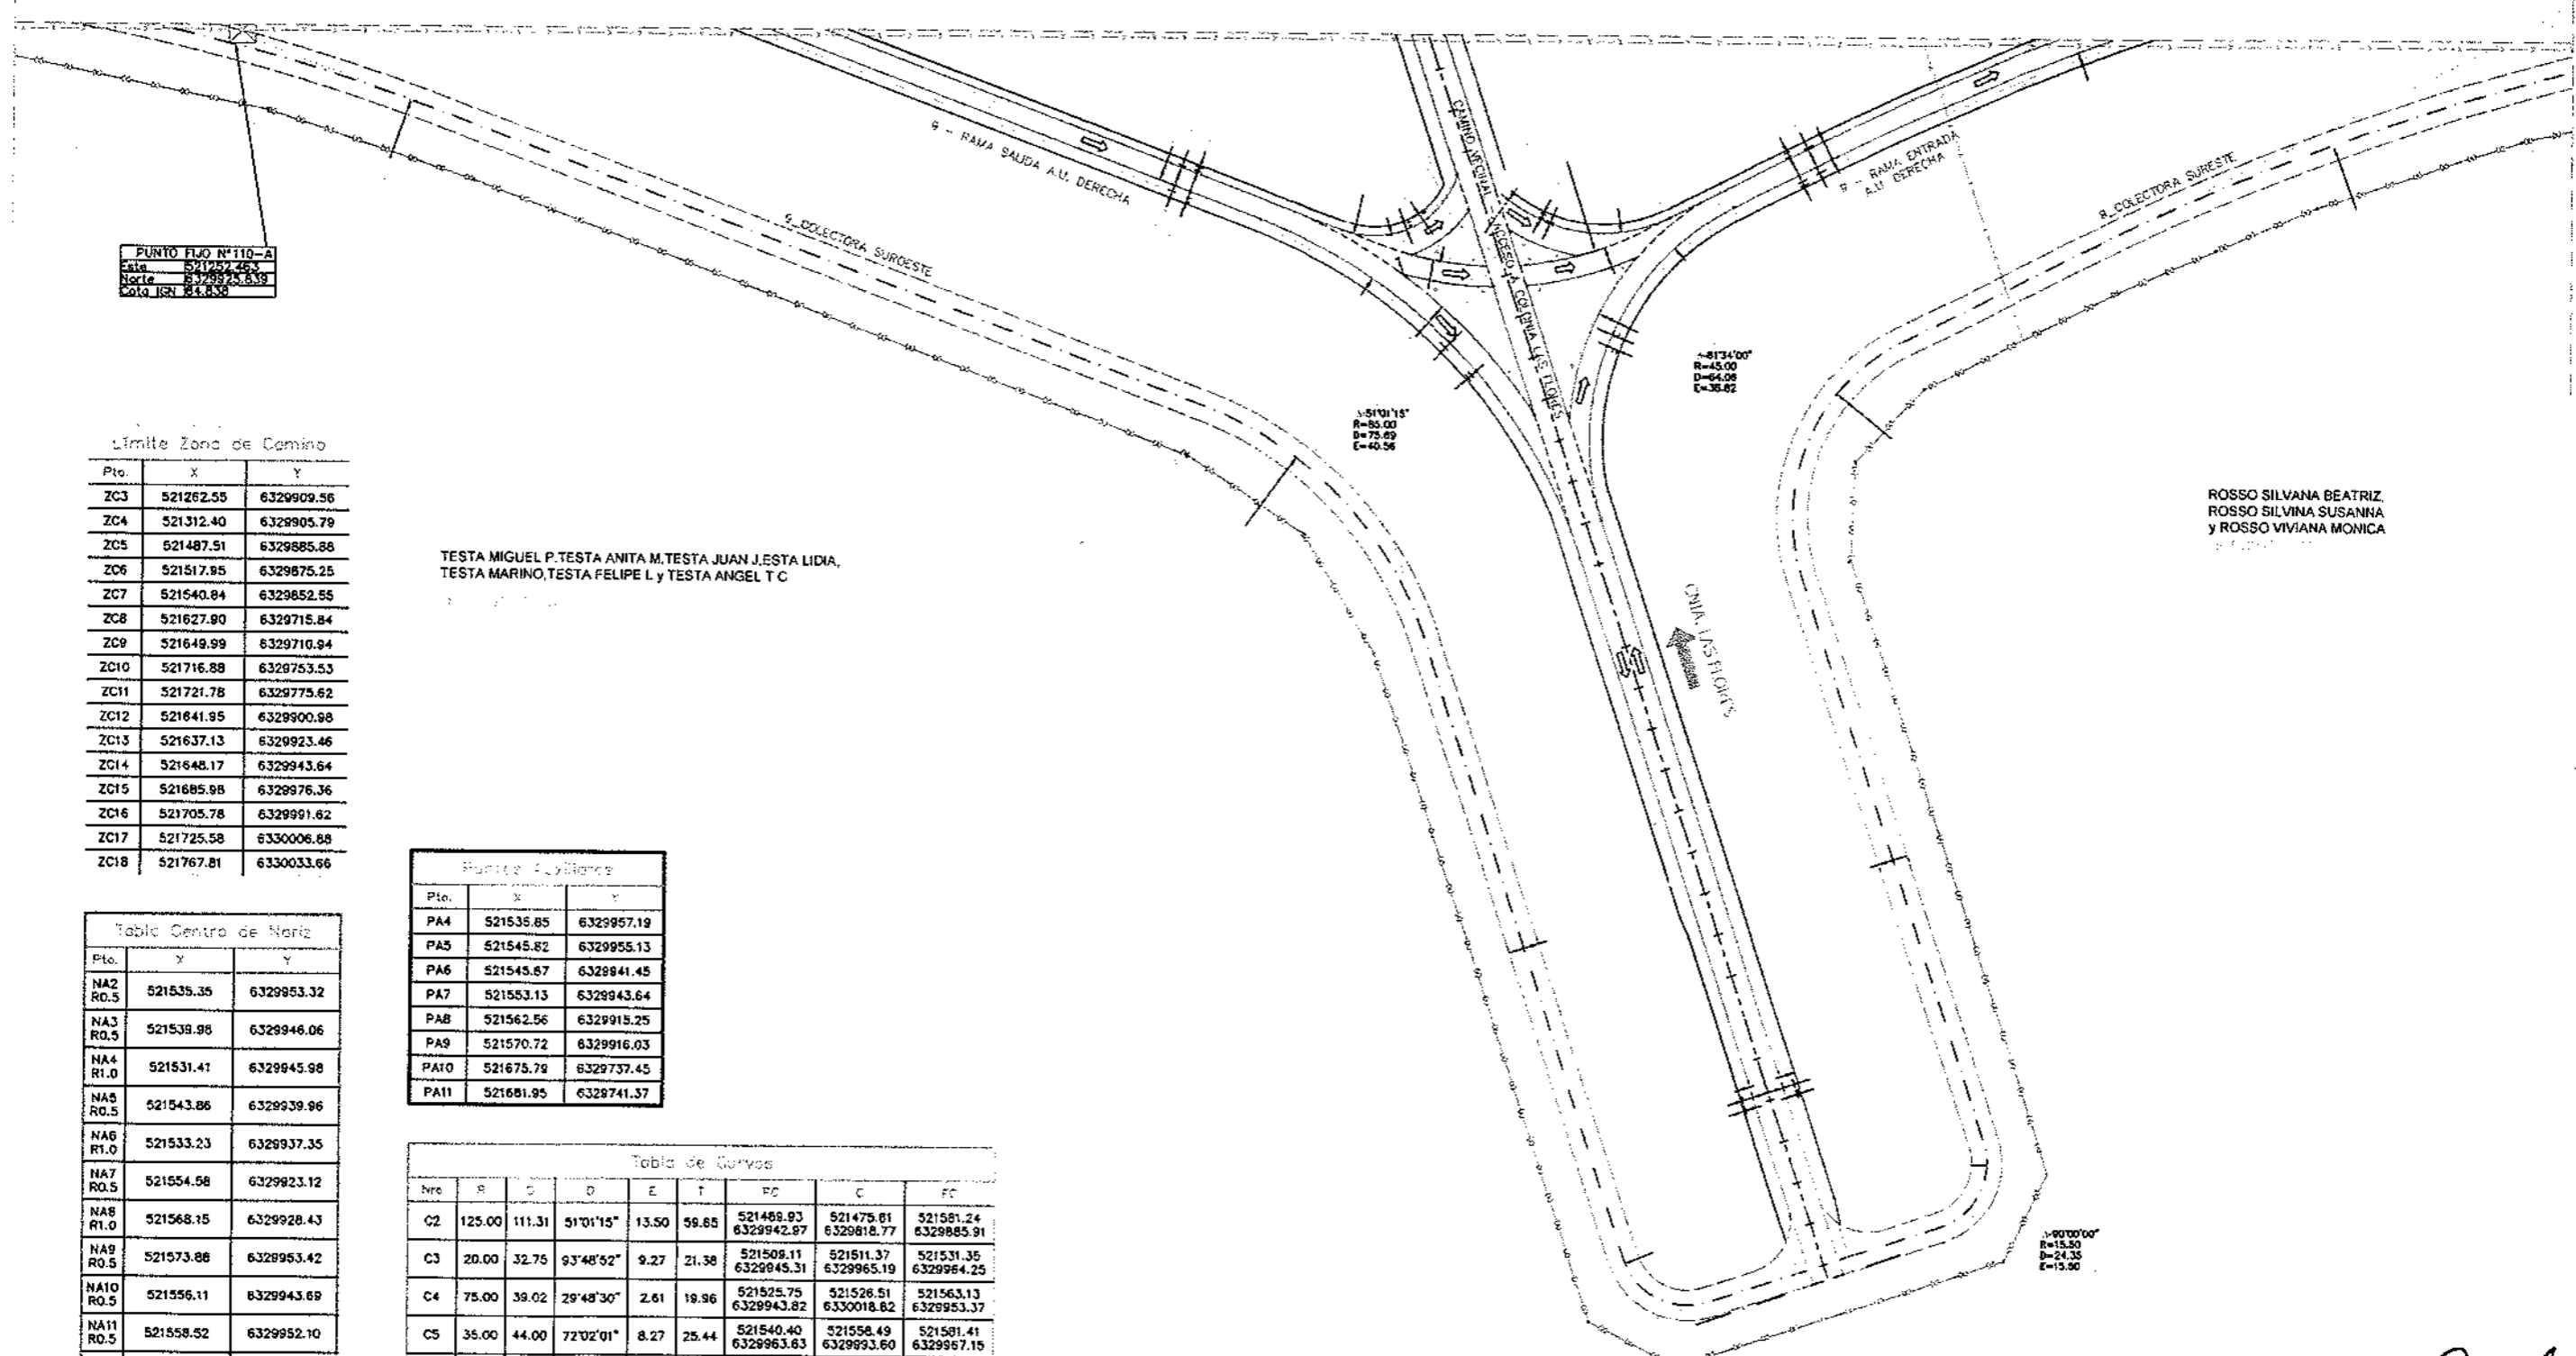 CAMINO VECINAL
ACCESO A COLONIA LAS FLORES
9 - RAMA SALIDA A.U. DERECHA
9 - RAMA ENTRADA
A.U. DERECHA
9_COLECTORA SUROESTE
9_COLECTORA SURESTE
PUNTO FIJO N°110-A
Este 521252.463
Norte 6329925.839
Cota IGN 84.838
Δ=81°34'00"
R=45.00
D=64.06
E=38.82
Δ=51°01'15"
R=85.00
D=75.69
E=40.56
Límite Zona de Camino
Pto. X Y
ZC3 521262.55 6329909.56
ZC4 521312.40 6329905.79
ZC5 521487.51 6329885.88
ZC6 521517.95 6329875.25
ZC7 521540.84 6329852.55
ZC8 521627.90 6329715.84
ZC9 521649.99 6329710.94
ZC10 521716.88 6329753.53
ZC11 521721.78 6329775.62
ZC12 521641.95 6329900.98
ZC13 521637.13 6329923.46
ZC14 521648.17 6329943.64
ZC15 521685.98 6329976.36
ZC16 521705.78 6329991.62
ZC17 521725.58 6330006.88
ZC18 521767.81 6330033.66
TESTA MIGUEL P.TESTA ANITA M,TESTA JUAN J,ESTA LIDIA,
TESTA MARINO,TESTA FELIPE L y TESTA ANGEL T C
ROSSO SILVANA BEATRIZ,
ROSSO SILVINA SUSANNA
y ROSSO VIVIANA MONICA
CNIA. LAS FLORES
Puntos Auxiliares
Pto. X Y
PA4 521535.85 6329957.19
PA5 521545.82 6329955.13
PA6 521545.67 6329941.45
PA7 521553.13 6329943.64
PA8 521562.56 6329915.25
PA9 521570.72 6329916.03
PA10 521675.79 6329737.45
PA11 521681.95 6329741.37
Tabla Centro de Nariz
Pto. X Y
NA2 R0.5 521535.35 6329953.32
NA3 R0.5 521539.98 6329946.06
NA4 R1.0 521531.41 6329945.98
NA5 R0.5 521543.86 6329939.96
NA6 R1.0 521533.23 6329937.35
NA7 R0.5 521554.58 6329923.12
NA8 R1.0 521568.15 6329928.43
NA9 R0.5 521573.88 6329953.42
NA10 R0.5 521556.11 6329943.69
NA11 R0.5 521558.52 6329952.10
Tabla de Curvas
Nro R D E T PC C FC
C2 125.00 111.31 51°01'15" 13.50 59.65 521489.93 521475.61 521581.24
6329942.97 6329818.77 6329885.91
C3 20.00 32.75 93°48'52" 9.27 21.38 521509.11 521511.37 521531.35
6329945.31 6329965.19 6329964.25
C4 75.00 39.02 29°48'30" 2.61 19.96 521525.75 521526.51 521563.13
6329943.82 6330018.82 6329953.37
C5 35.00 44.00 72°02'01" 8.27 25.44 521540.40 521558.49 521581.41
6329963.63 6329993.60 6329967.15
Δ=90°00'00"
R=15.50
D=24.35
E=15.50